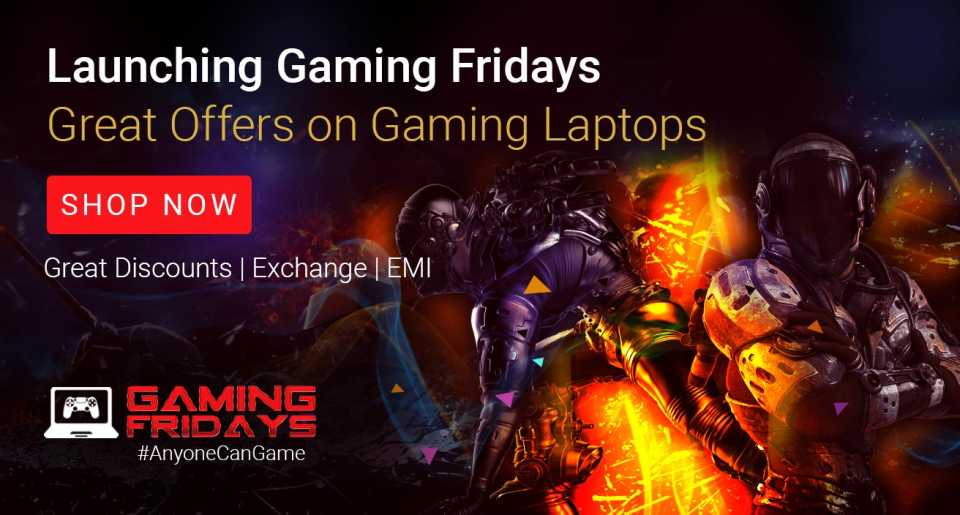 Launching Gaming Fridays
Great Offers on Gaming Laptops
SHOP NOW
Great Discounts | Exchange | EMI
GAMING
FRIDAYS
#AnyoneCanGame